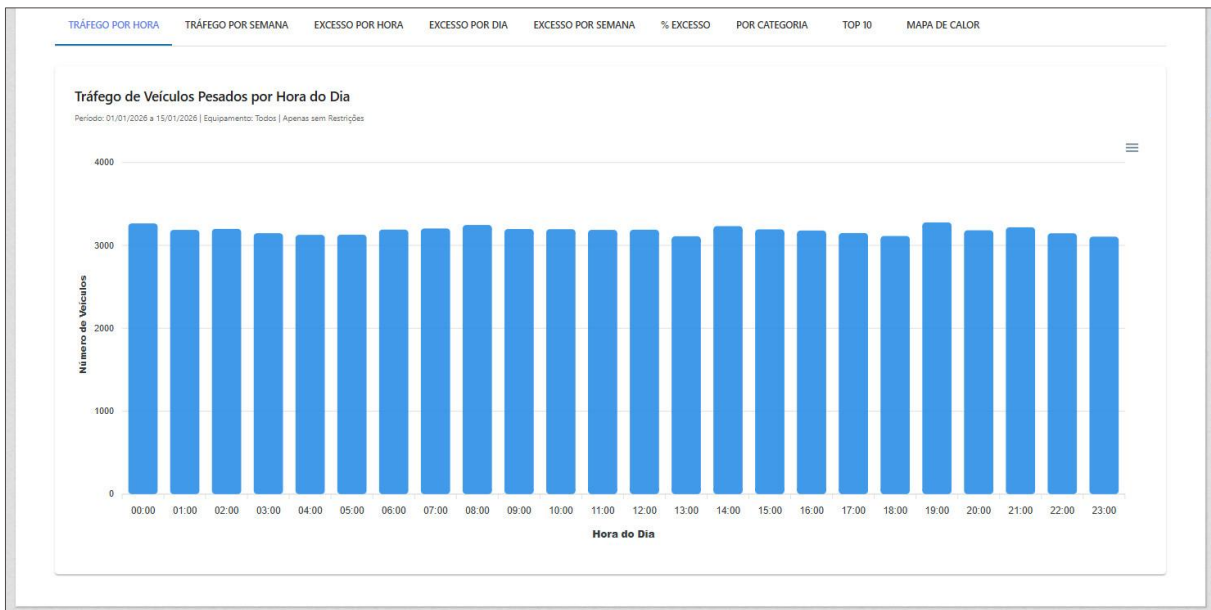 TRÁFEGO POR HORA TRÁFEGO POR SEMANA EXCESSO POR HORA EXCESSO POR DIA EXCESSO POR SEMANA % EXCESSO POR CATEGORIA TOP 10 MAPA DE CALOR
Tráfego de Veículos Pesados por Hora do Dia
Período: 01/01/2026 a 15/01/2026 | Equipamento: Todos | Apenas sem Restrições
4000
3000
2000
1000
0
Número de Veículos
00:00 01:00 02:00 03:00 04:00 05:00 06:00 07:00 08:00 09:00 10:00 11:00 12:00 13:00 14:00 15:00 16:00 17:00 18:00 19:00 20:00 21:00 22:00 23:00
Hora do Dia